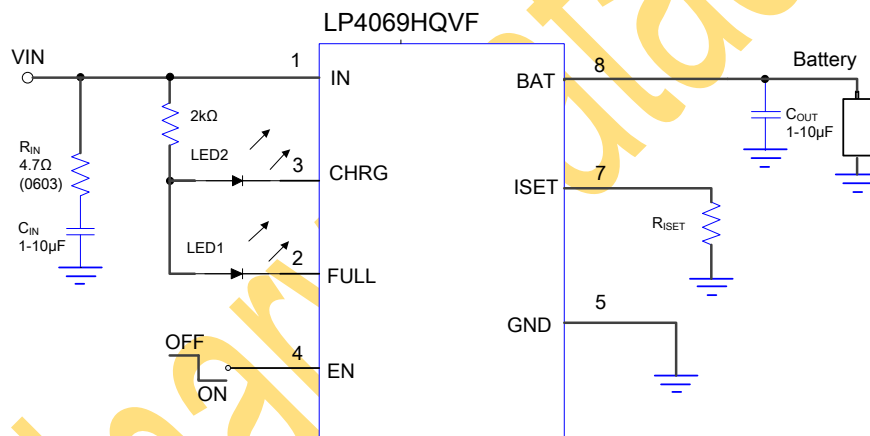 LP4069HQVF
VIN
1
IN
BAT
8
Battery
2kΩ
COUT
1-10µF
RIN
4.7Ω
(0603)
LED2
3
CHRG
ISET
7
RISET
CIN
1-10µF
LED1
2
FULL
GND
5
OFF
ON
4
EN